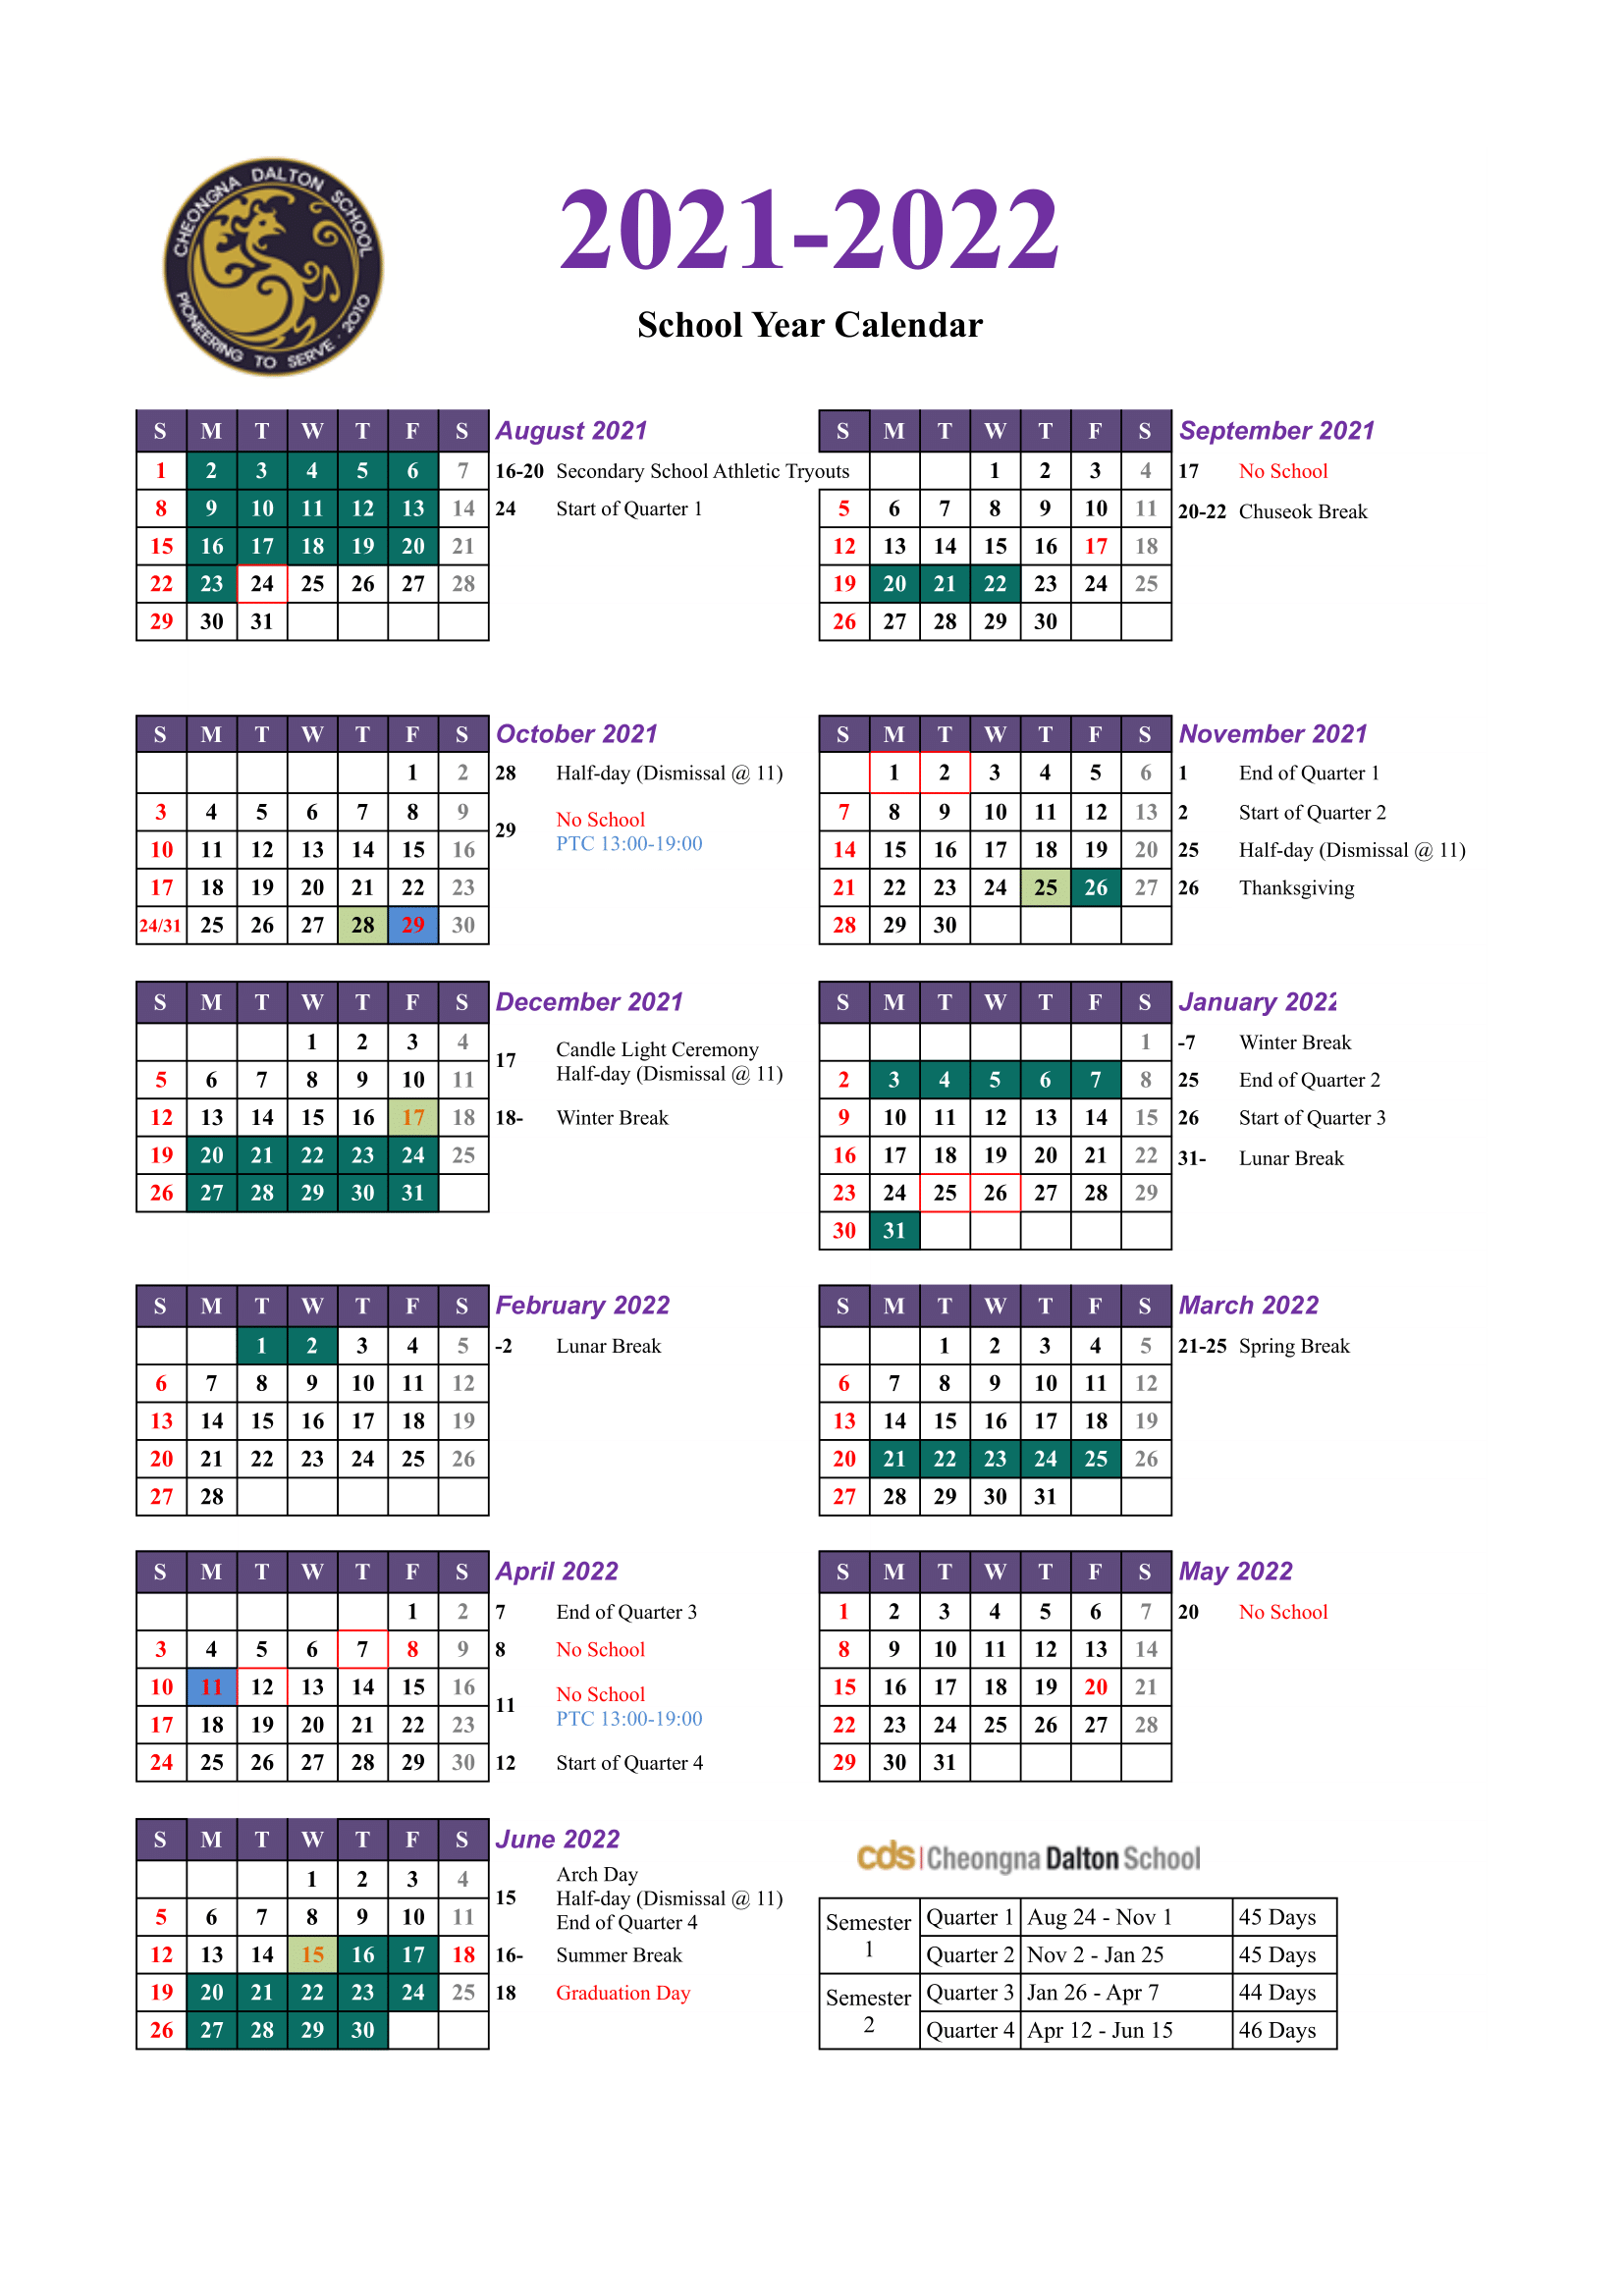 CHEONGNA DALTON SCHOOL
PIONEERING TO SERVE · 2010
2021-2022
School Year Calendar
S M T W T F S August 2021
1 2 3 4 5 6 7 16-20 Secondary School Athletic Tryouts
8 9 10 11 12 13 14 24 Start of Quarter 1
15 16 17 18 19 20 21
22 23 24 25 26 27 28
29 30 31
S M T W T F S September 2021
1 2 3 4 17 No School
5 6 7 8 9 10 11 20-22 Chuseok Break
12 13 14 15 16 17 18
19 20 21 22 23 24 25
26 27 28 29 30
S M T W T F S October 2021
1 2 28 Half-day (Dismissal @ 11)
3 4 5 6 7 8 9 29 No School
PTC 13:00-19:00
10 11 12 13 14 15 16
17 18 19 20 21 22 23
24/31 25 26 27 28 29 30
S M T W T F S November 2021
1 2 3 4 5 6 1 End of Quarter 1
7 8 9 10 11 12 13 2 Start of Quarter 2
14 15 16 17 18 19 20 25 Half-day (Dismissal @ 11)
21 22 23 24 25 26 27 26 Thanksgiving
28 29 30
S M T W T F S December 2021
1 2 3 4 17 Candle Light Ceremony
Half-day (Dismissal @ 11)
5 6 7 8 9 10 11
12 13 14 15 16 17 18 18- Winter Break
19 20 21 22 23 24 25
26 27 28 29 30 31
S M T W T F S January 2022
1 -7 Winter Break
2 3 4 5 6 7 8 25 End of Quarter 2
9 10 11 12 13 14 15 26 Start of Quarter 3
16 17 18 19 20 21 22 31- Lunar Break
23 24 25 26 27 28 29
30 31
S M T W T F S February 2022
1 2 3 4 5 -2 Lunar Break
6 7 8 9 10 11 12
13 14 15 16 17 18 19
20 21 22 23 24 25 26
27 28
S M T W T F S March 2022
1 2 3 4 5 21-25 Spring Break
6 7 8 9 10 11 12
13 14 15 16 17 18 19
20 21 22 23 24 25 26
27 28 29 30 31
S M T W T F S April 2022
1 2 7 End of Quarter 3
3 4 5 6 7 8 9 8 No School
10 11 12 13 14 15 16 11 No School
PTC 13:00-19:00
17 18 19 20 21 22 23
24 25 26 27 28 29 30 12 Start of Quarter 4
S M T W T F S May 2022
1 2 3 4 5 6 7 20 No School
8 9 10 11 12 13 14
15 16 17 18 19 20 21
22 23 24 25 26 27 28
29 30 31
S M T W T F S June 2022
1 2 3 4 15 Arch Day
Half-day (Dismissal @ 11)
End of Quarter 4
5 6 7 8 9 10 11
12 13 14 15 16 17 18 16- Summer Break
19 20 21 22 23 24 25 18 Graduation Day
26 27 28 29 30
cds | Cheongna Dalton School
Semester 1 Quarter 1 Aug 24 - Nov 1 45 Days
Quarter 2 Nov 2 - Jan 25 45 Days
Semester 2 Quarter 3 Jan 26 - Apr 7 44 Days
Quarter 4 Apr 12 - Jun 15 46 Days